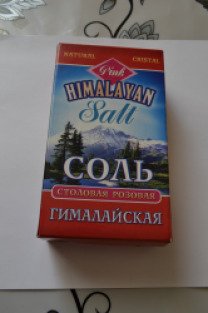 NATURAL CRISTAL
Pink
HIMALAYAN
Salt
СОЛЬ
СТОЛОВАЯ РОЗОВАЯ
ГИМАЛАЙСКАЯ